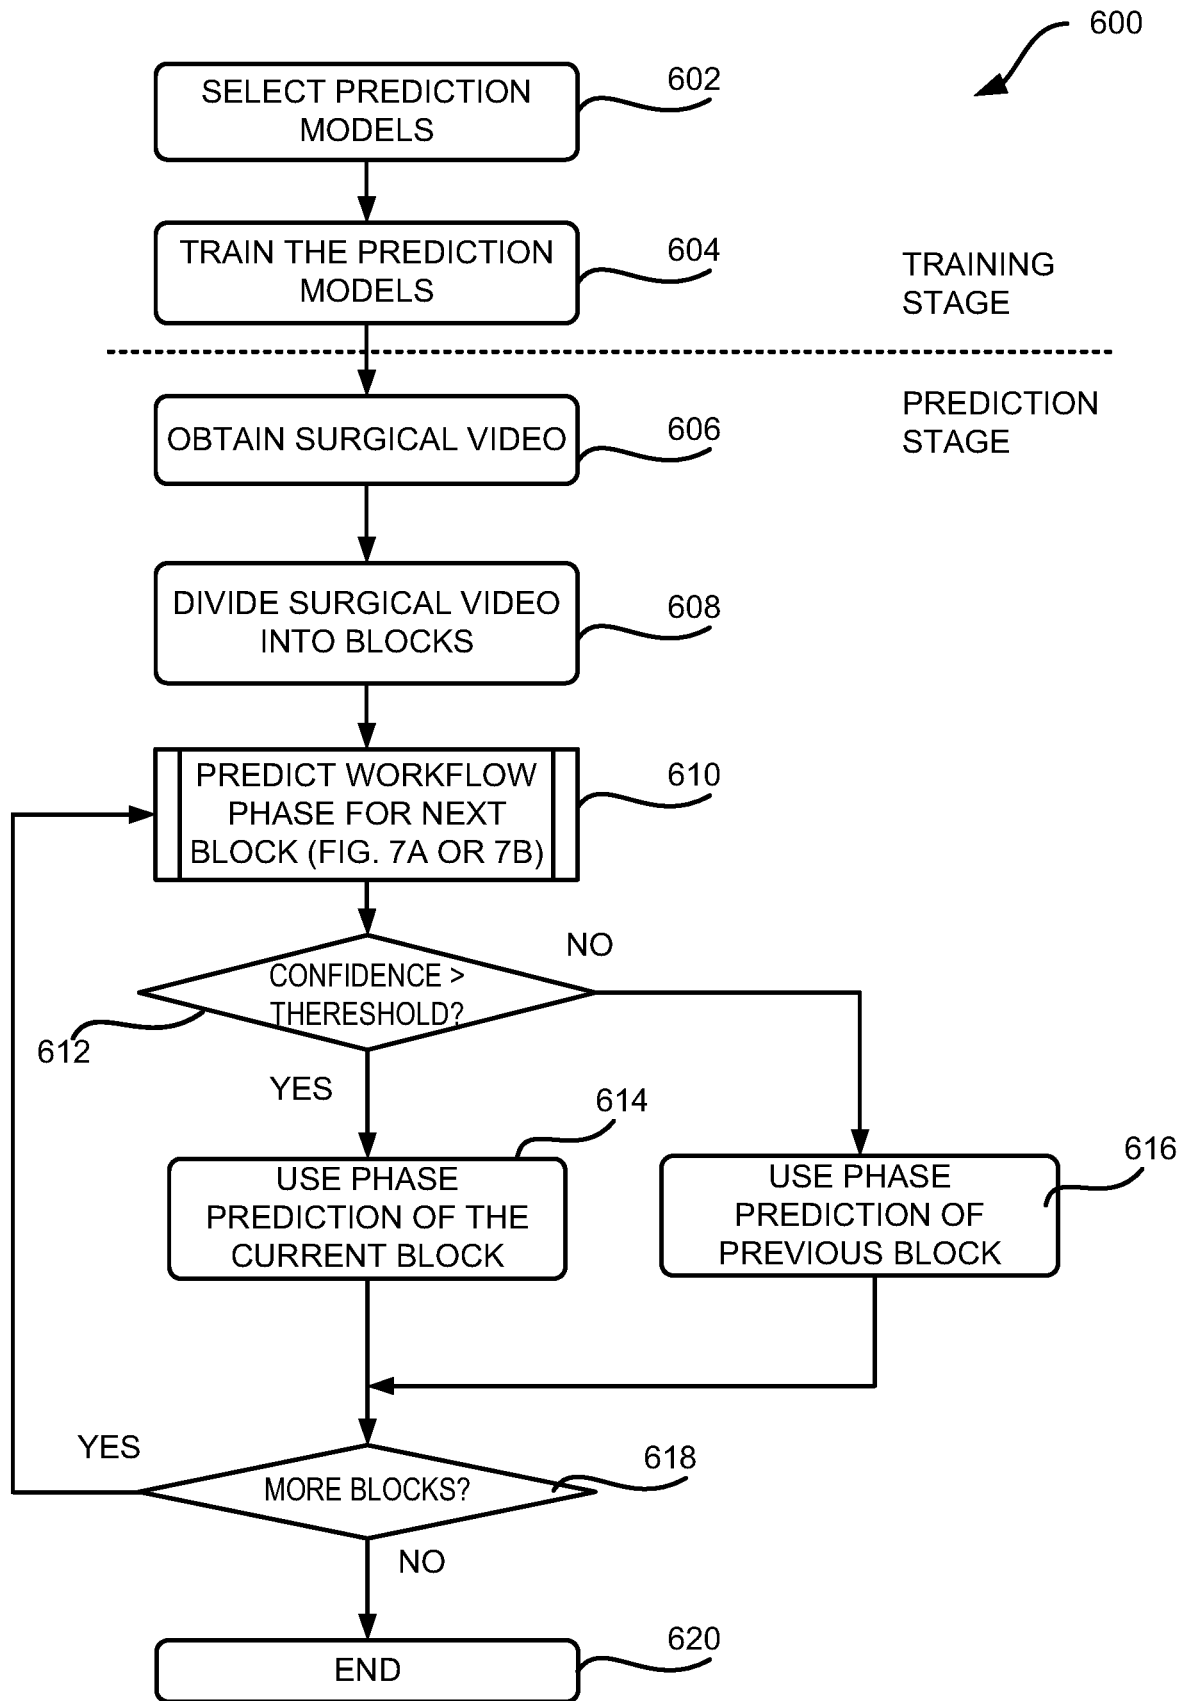 600
SELECT PREDICTION
MODELS
602
TRAIN THE PREDICTION
MODELS
604
TRAINING
STAGE
OBTAIN SURGICAL VIDEO
606
PREDICTION
STAGE
DIVIDE SURGICAL VIDEO
INTO BLOCKS
608
PREDICT WORKFLOW
PHASE FOR NEXT
BLOCK (FIG. 7A OR 7B)
610
CONFIDENCE >
THERESHOLD?
NO
612
YES
614
USE PHASE
PREDICTION OF THE
CURRENT BLOCK
616
USE PHASE
PREDICTION OF
PREVIOUS BLOCK
YES
MORE BLOCKS?
618
NO
END
620